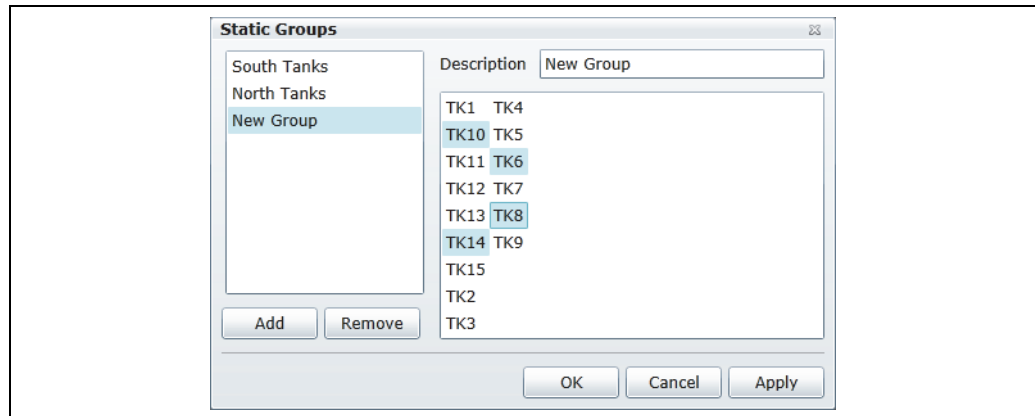 Static Groups
South Tanks
North Tanks
New Group
Add Remove
Description New Group
TK1 TK4
TK10 TK5
TK11 TK6
TK12 TK7
TK13 TK8
TK14 TK9
TK15
TK2
TK3
OK Cancel Apply